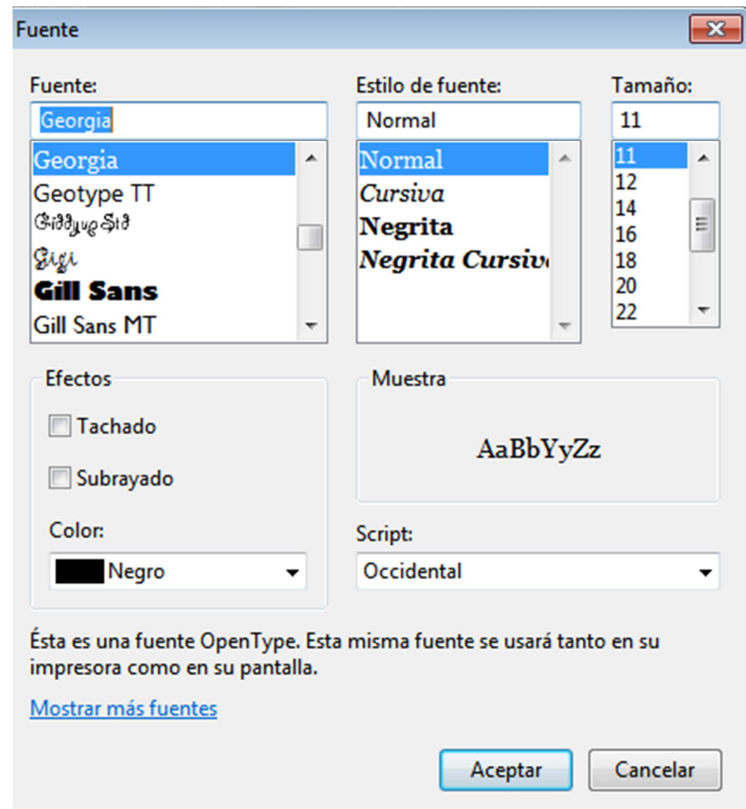 Fuente
Fuente:
Georgia
Georgia
Geotype TT
Giddyup Std
Gigi
Gill Sans
Gill Sans MT
Estilo de fuente:
Normal
Normal
Cursiva
Negrita
Negrita Cursiv
Tamaño:
11
11
12
14
16
18
20
22
Efectos
Tachado
Subrayado
Color:
Negro
Muestra
AaBbYyZz
Script:
Occidental
Ésta es una fuente OpenType. Esta misma fuente se usará tanto en su
impresora como en su pantalla.
Mostrar más fuentes
Aceptar
Cancelar